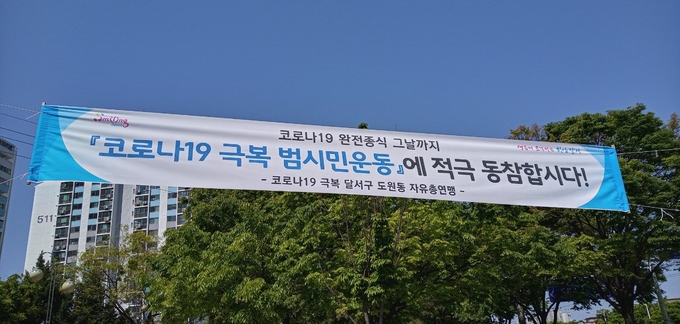 코로나19 완전종식 그날까지
『코로나19 극복 범시민운동』에 적극 동참합시다!
- 코로나19 극복 달서구 도원동 자유총연맹 -
511